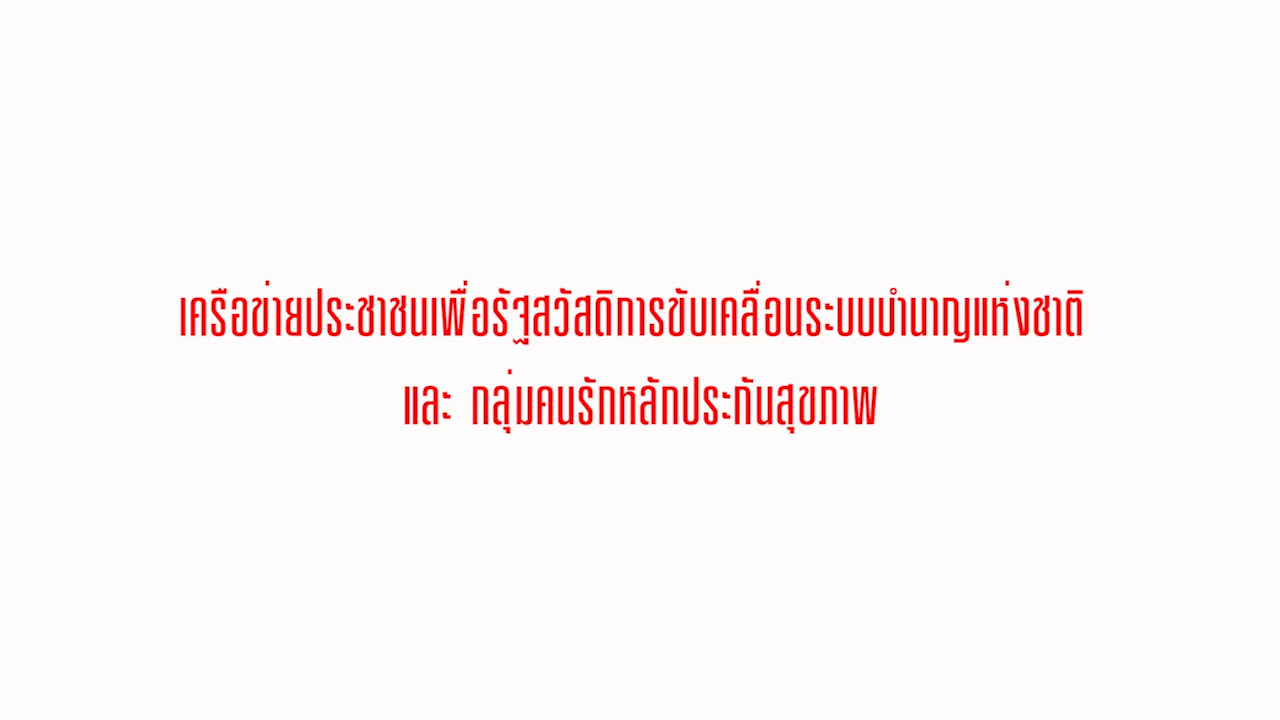 เครือข่ายประชาชนเพื่อรัฐสวัสดิการขับเคลื่อนระบบบำนาญแห่งชาติ
และ กลุ่มคนรักหลักประกันสุขภาพ